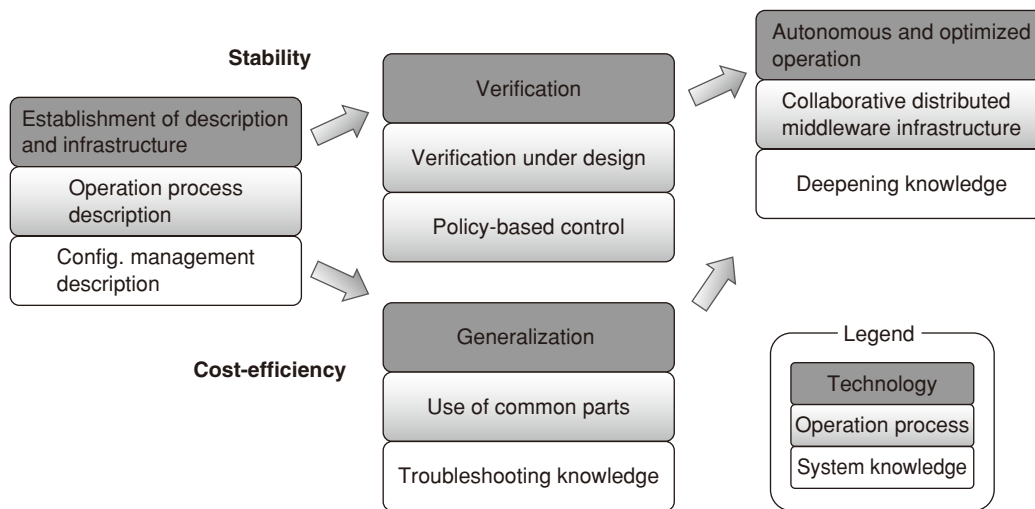 Stability
Establishment of description
and infrastructure
Operation process
description
Config. management
description
Verification
Verification under design
Policy-based control
Cost-efficiency
Generalization
Use of common parts
Troubleshooting knowledge
Autonomous and optimized
operation
Collaborative distributed
middleware infrastructure
Deepening knowledge
Legend
Technology
Operation process
System knowledge